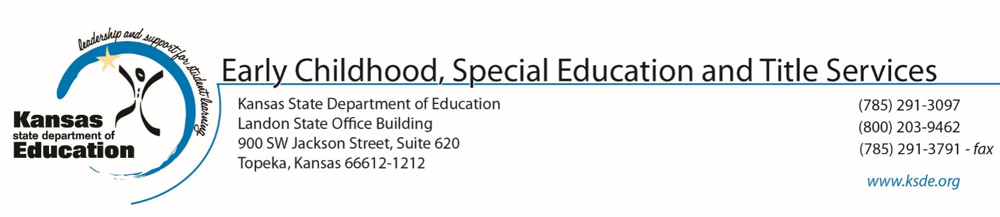 leadership and support for student learning
Kansas
state department of
Education
Early Childhood, Special Education and Title Services
Kansas State Department of Education
Landon State Office Building
900 SW Jackson Street, Suite 620
Topeka, Kansas 66612-1212
(785) 291-3097
(800) 203-9462
(785) 291-3791 - fax
www.ksde.org